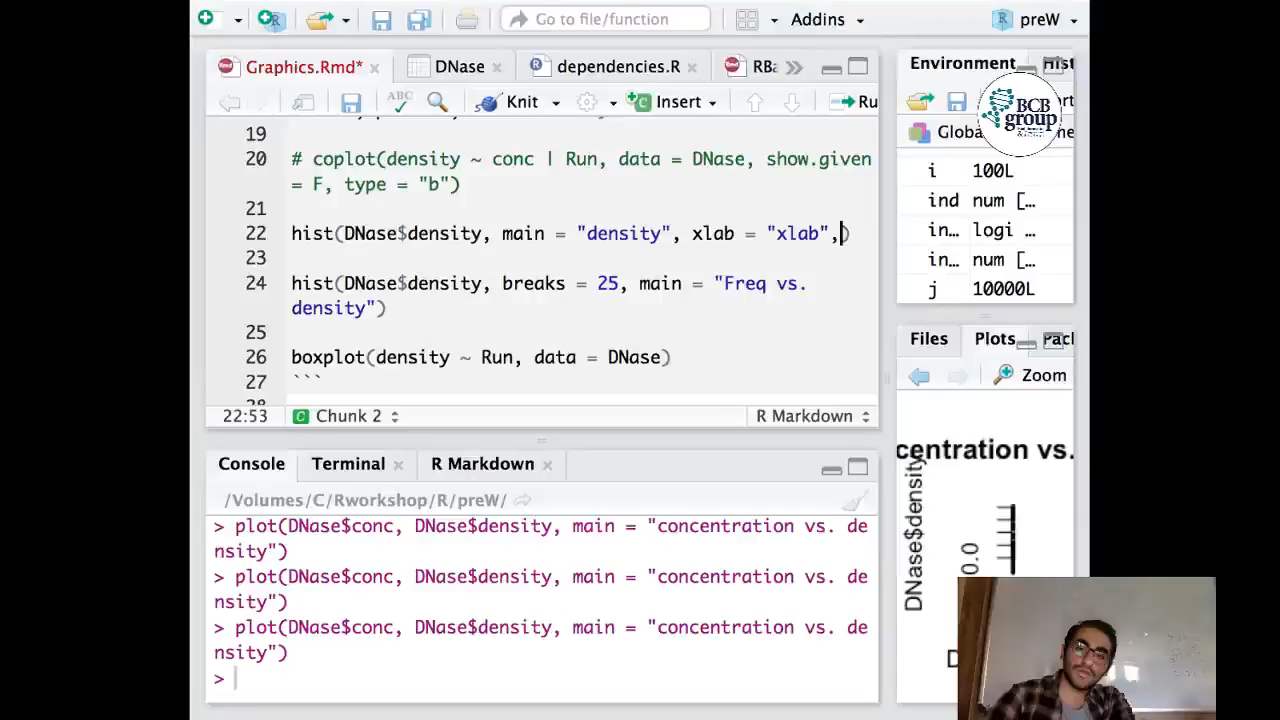 Go to file/function
Addins
preW
Graphics.Rmd*
DNase
dependencies.R
Environment
ABC
Knit
Insert
BCB
group
19
20 # coplot(density ~ conc | Run, data = DNase, show.given
= F, type = "b")
21
22 hist(DNase$density, main = "density", xlab = "xlab",)
23
24 hist(DNase$density, breaks = 25, main = "Freq vs.
density")
25
26 boxplot(density ~ Run, data = DNase)
27 ```
22:53 Chunk 2 R Markdown
i 100L
ind num [...
in... logi ...
in... num [...
j 10000L
Files Plots
Zoom
Console Terminal R Markdown
/Volumes/C/Rworkshop/R/preW/
> plot(DNase$conc, DNase$density, main = "concentration vs. de
nsity")
> plot(DNase$conc, DNase$density, main = "concentration vs. de
nsity")
> plot(DNase$conc, DNase$density, main = "concentration vs. de
nsity")
>
centration vs.
DNase$density
0.0